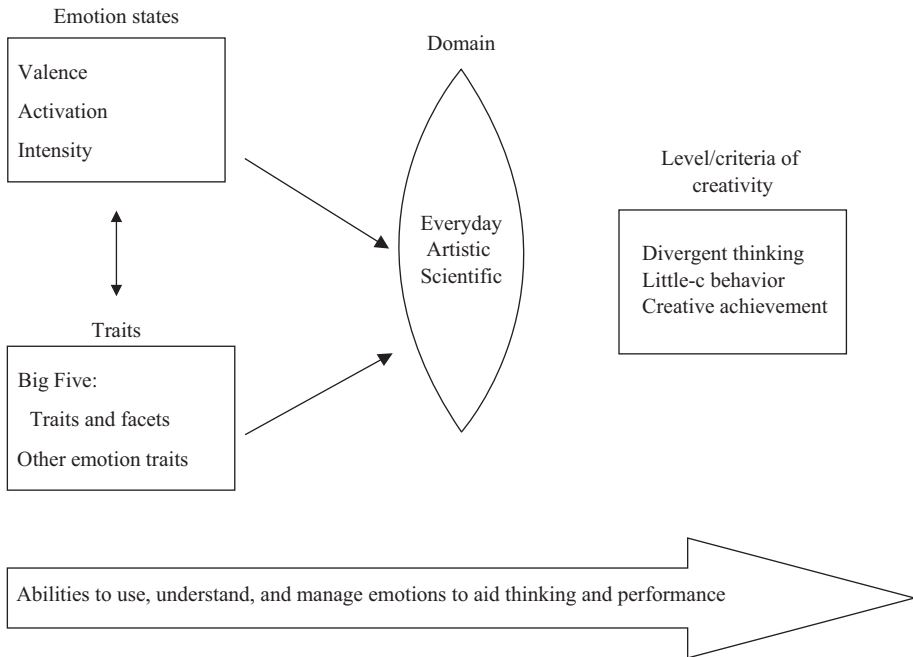 Emotion states
Valence
Activation
Intensity
Traits
Big Five:
Traits and facets
Other emotion traits
Domain
Everyday
Artistic
Scientific
Level/criteria of
creativity
Divergent thinking
Little-c behavior
Creative achievement
Abilities to use, understand, and manage emotions to aid thinking and performance